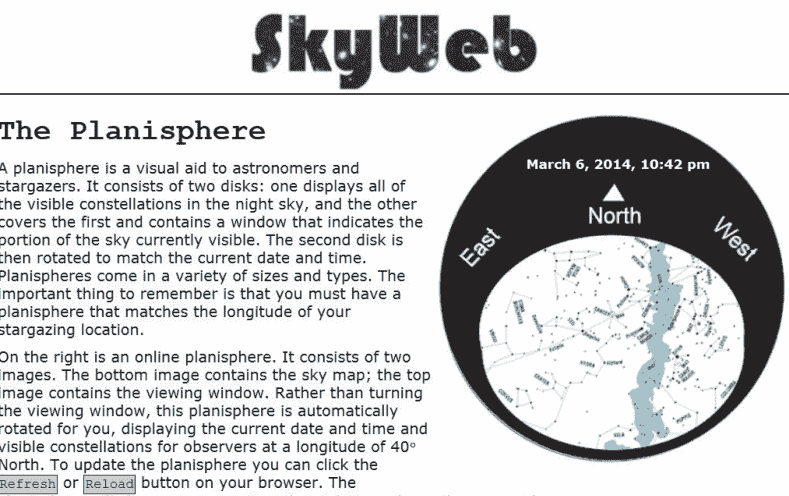 SkyWeb
The Planisphere
A planisphere is a visual aid to astronomers and
stargazers. It consists of two disks: one displays all of
the visible constellations in the night sky, and the other
covers the first and contains a window that indicates the
portion of the sky currently visible. The second disk is
then rotated to match the current date and time.
Planispheres come in a variety of sizes and types. The
important thing to remember is that you must have a
planisphere that matches the longitude of your
stargazing location.
On the right is an online planisphere. It consists of two
images. The bottom image contains the sky map; the top
image contains the viewing window. Rather than turning
the viewing window, this planisphere is automatically
rotated for you, displaying the current date and time and
visible constellations for observers at a longitude of 40o
North. To update the planisphere you can click the
Refresh or Reload button on your browser. The
March 6, 2014, 10:42 pm
North
East
West